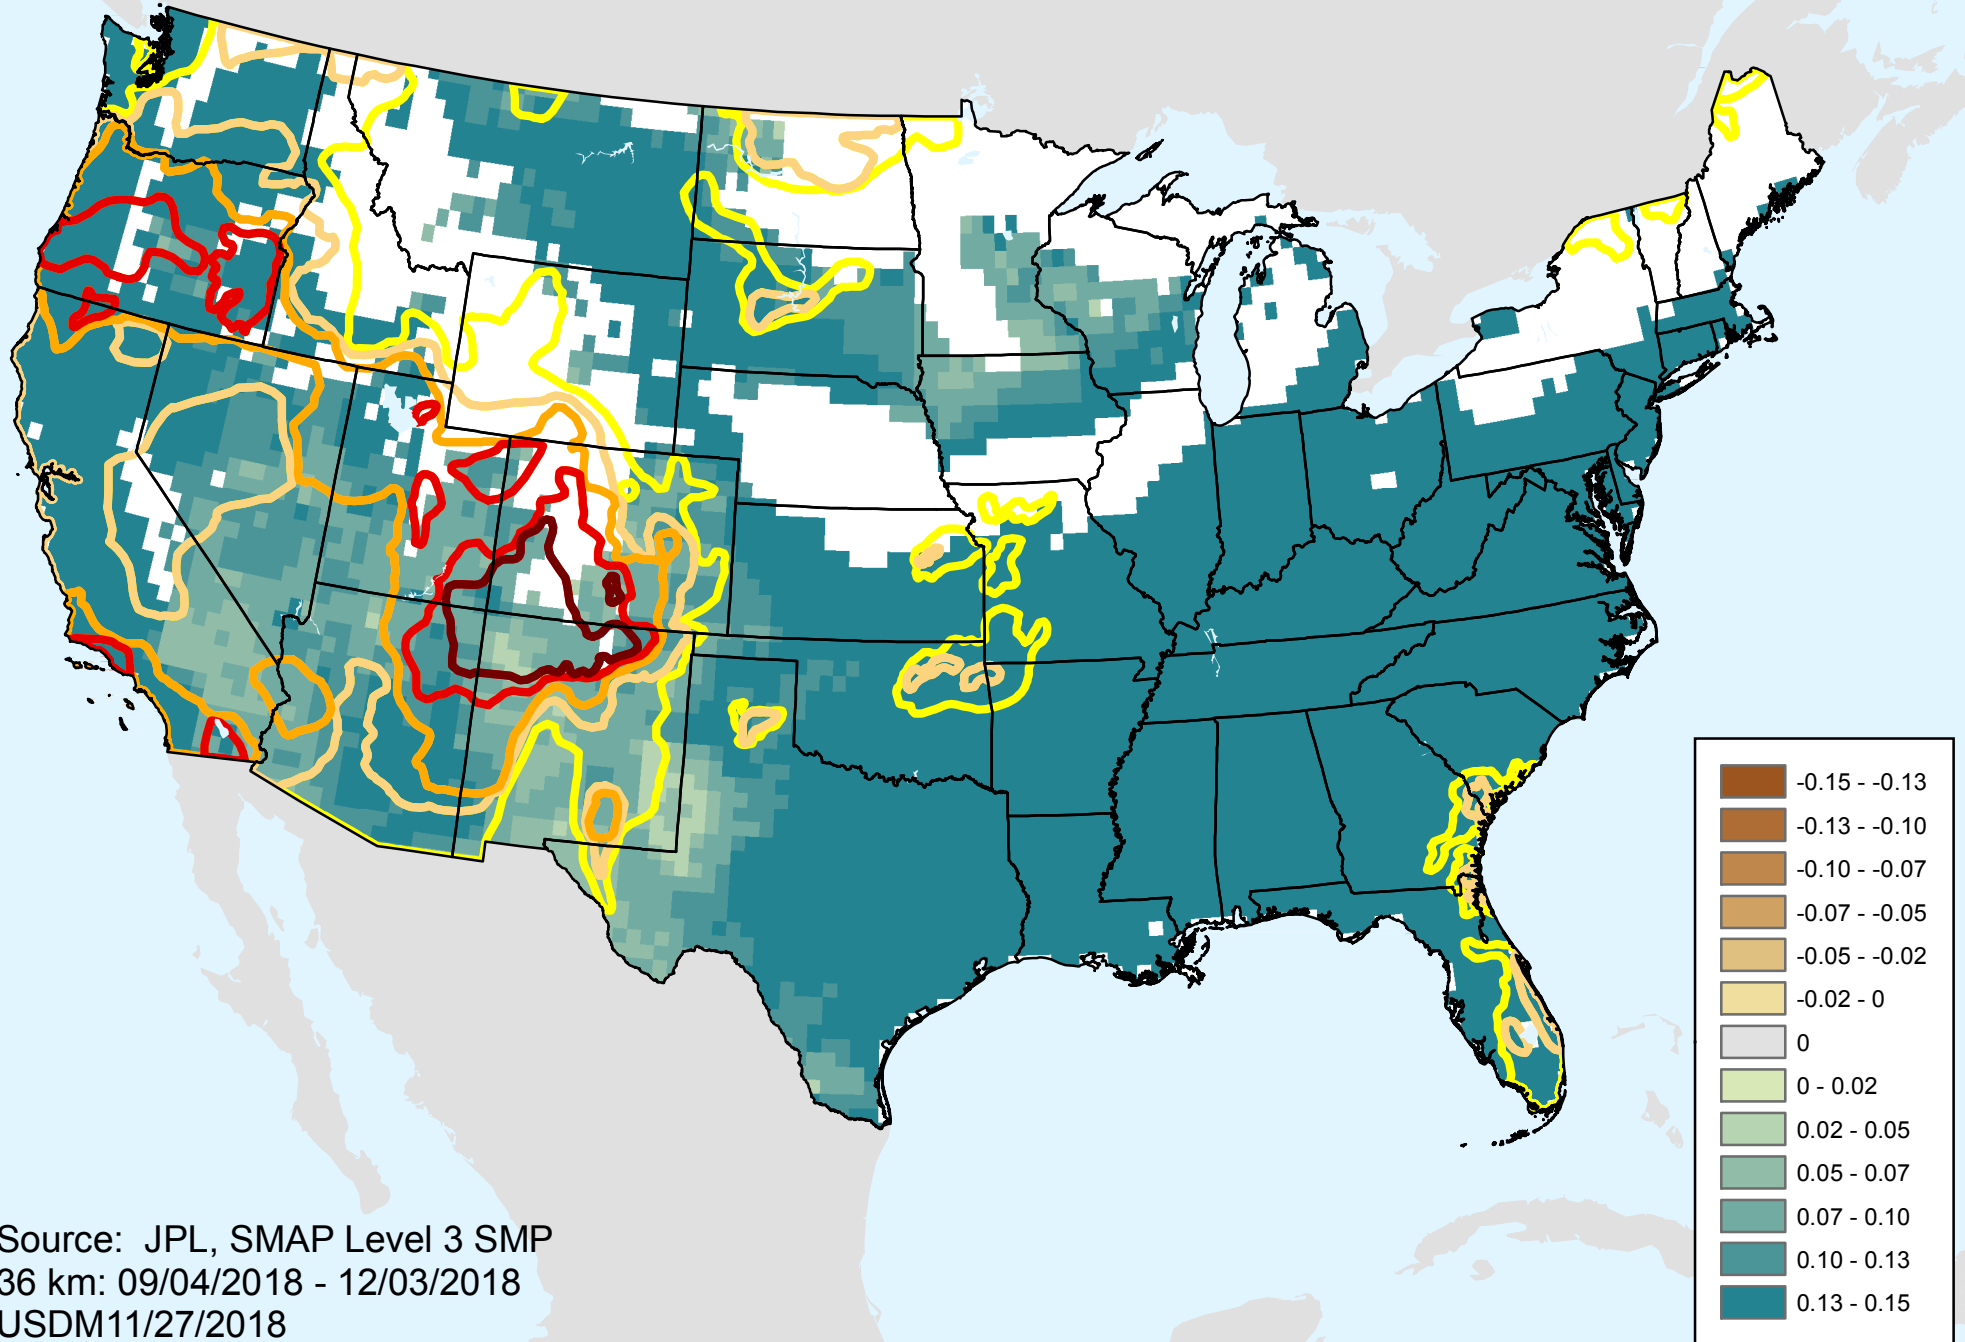 -0.15 - -0.13
-0.13 - -0.10
-0.10 - -0.07
-0.07 - -0.05
-0.05 - -0.02
-0.02 - 0
0
0 - 0.02
0.02 - 0.05
0.05 - 0.07
0.07 - 0.10
0.10 - 0.13
0.13 - 0.15
Source: JPL, SMAP Level 3 SMP
36 km: 09/04/2018 - 12/03/2018
USDM11/27/2018